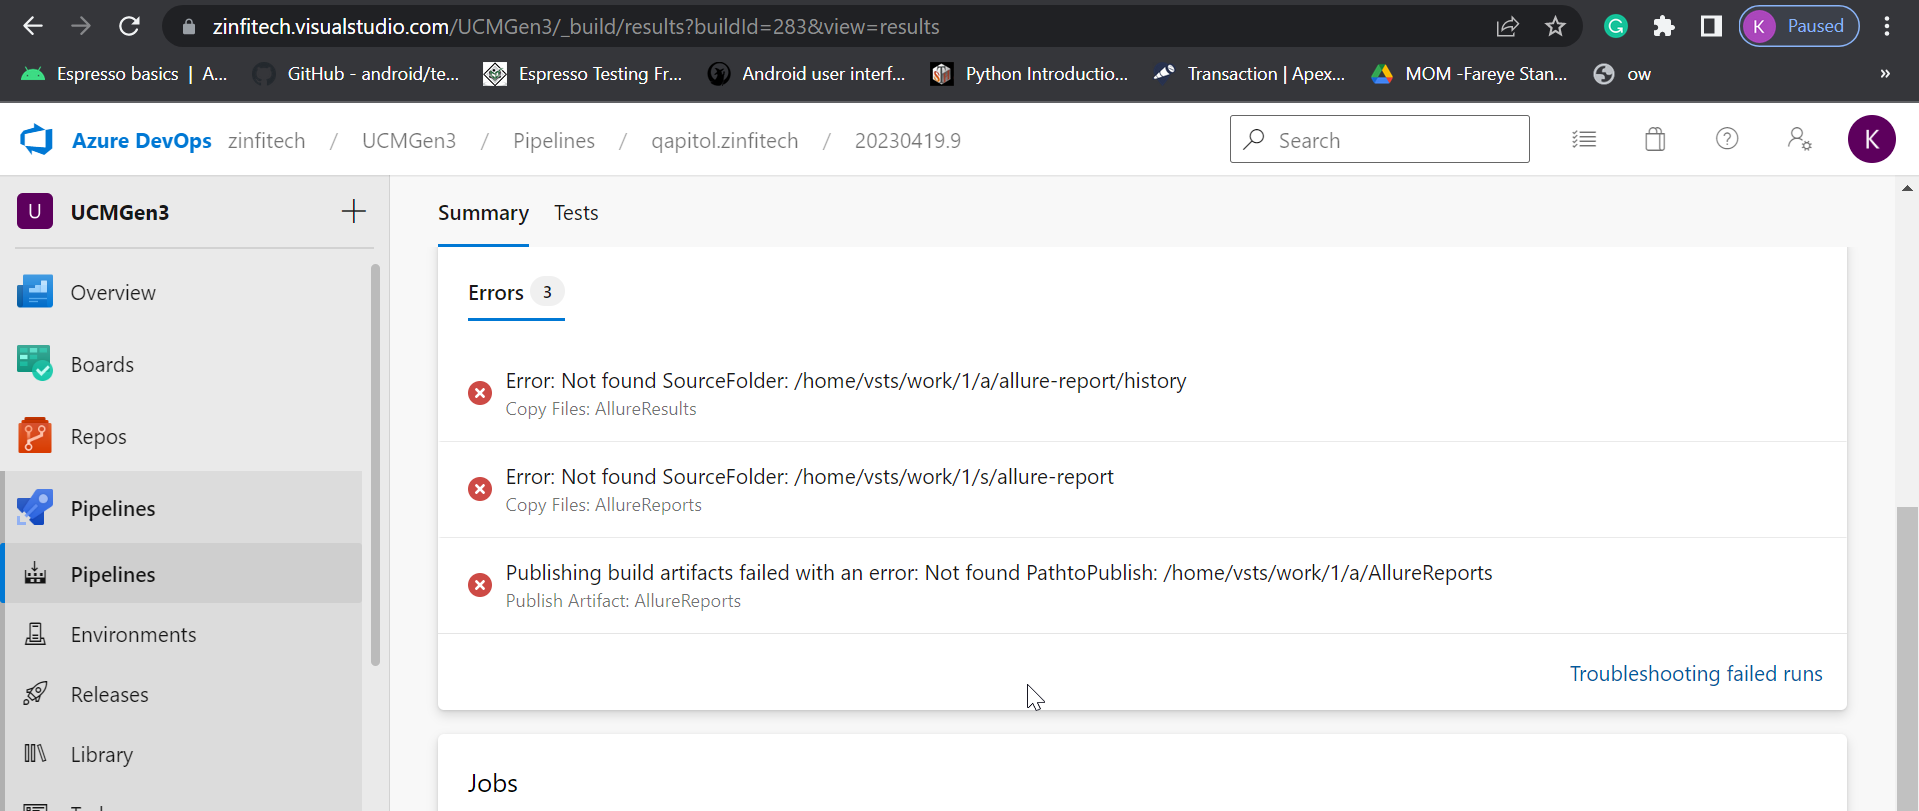 zinfitech.visualstudio.com/UCMGen3/_build/results?buildId=283&view=results
K Paused
Espresso basics | A... GitHub - android/te... Espresso Testing Fr... Android user interf... Python Introductio... Transaction | Apex... MOM -Fareye Stan... ow »
Azure DevOps zinfitech / UCMGen3 / Pipelines / qapitol.zinfitech / 20230419.9 Search K
U UCMGen3
Overview
Boards
Repos
Pipelines
Pipelines
Environments
Releases
Library
Summary Tests
Errors 3
Error: Not found SourceFolder: /home/vsts/work/1/a/allure-report/history
Copy Files: AllureResults
Error: Not found SourceFolder: /home/vsts/work/1/s/allure-report
Copy Files: AllureReports
Publishing build artifacts failed with an error: Not found PathtoPublish: /home/vsts/work/1/a/AllureReports
Publish Artifact: AllureReports
Troubleshooting failed runs
Jobs